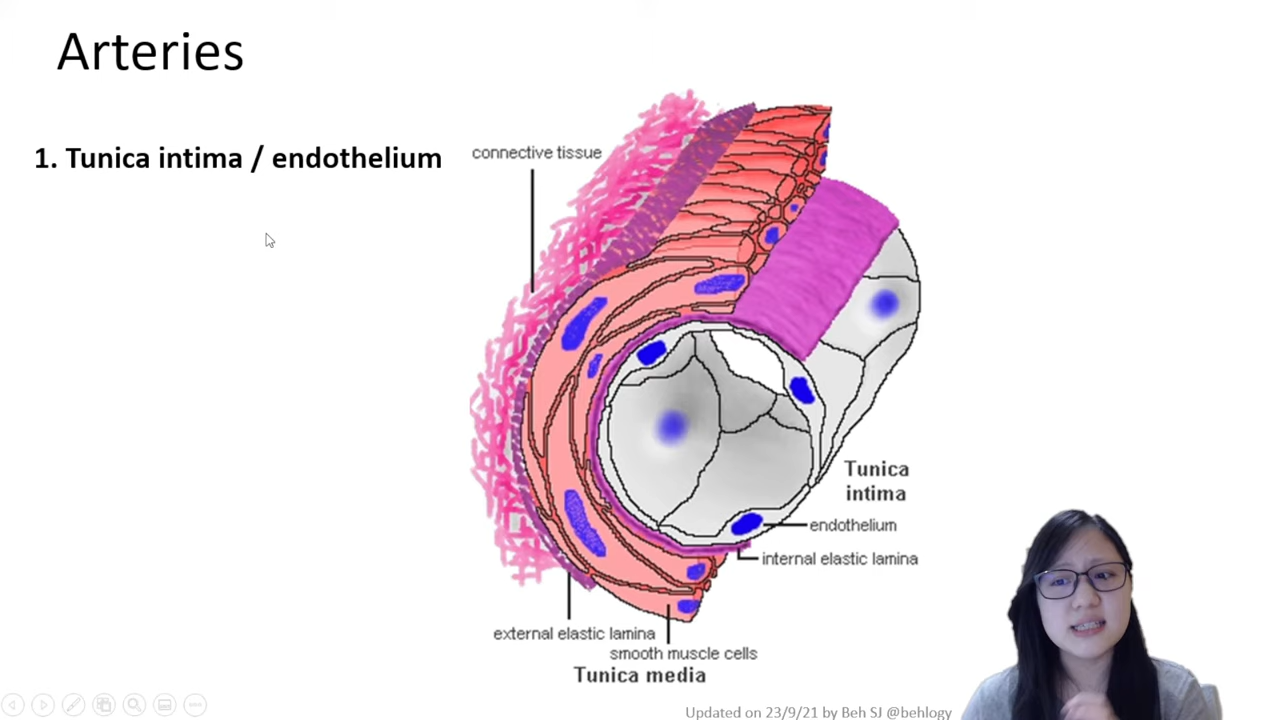 Arteries
1. Tunica intima / endothelium
connective tissue
Tunica
intima
endothelium
internal elastic lamina
external elastic lamina
smooth muscle cells
Tunica media
Updated on 23/9/21 by Beh SJ @behlogy